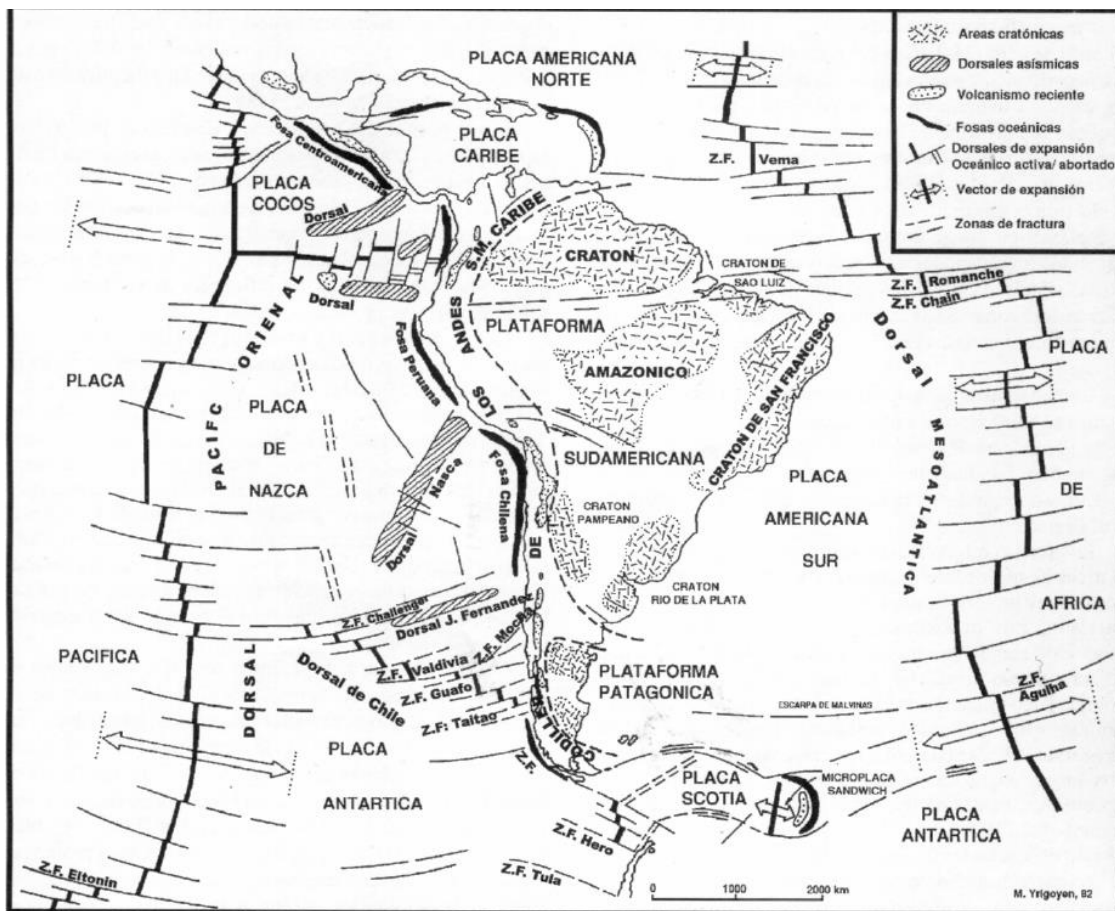 Areas cratónicas
Dorsales asísmicas
Volcanismo reciente
Fosas oceánicas
Dorsales de expansión
Oceánico activa/ abortado
Vector de expansión
Zonas de fractura
PLACA AMERICANA
NORTE
PLACA
CARIBE
Fosa Centroamericana
PLACA
COCOS
Dorsal
Dorsal
Z.F. Vema
S.M. CARIBE
CRATON
CRATON DE
SAO LUIZ
Z.F. Romanche
Z.F. Chain
PLATAFORMA
AMAZONICO
SUDAMERICANA
CRATON DE SAN FRANCISCO
Dorsal
MESOATLANTICA
PLACA
DE
AFRICA
PLACA
PACIFICA
DORSAL
PACIFC
ORIEN AL
PLACA
DE
NAZCA
Fosa Peruana
Fosa Chilena
Dorsal Nasca
CODILLER
DE
LOS
ANDES
CRATON
PAMPEANO
CRATON
RIO DE LA PLATA
PLACA
AMERICANA
SUR
Z.F. Challenger
Dorsal J. Fernandez
Z.F. Mocha
Z.F. Valdivia
Z.F. Guafo
Z.F: Taitao
Dorsal de Chile
PLATAFORMA
PATAGONICA
ESCARPA DE MALVINAS
Z.F.
Agulha
PLACA
ANTARTICA
Z.F.
PLACA
SCOTIA
MICROPLACA
SANDWICH
PLACA
ANTARTICA
Z.F. Hero
Z.F. Tula
Z.F. Eltonin
0 1000 2000 km
M. Yrigoyen, 82